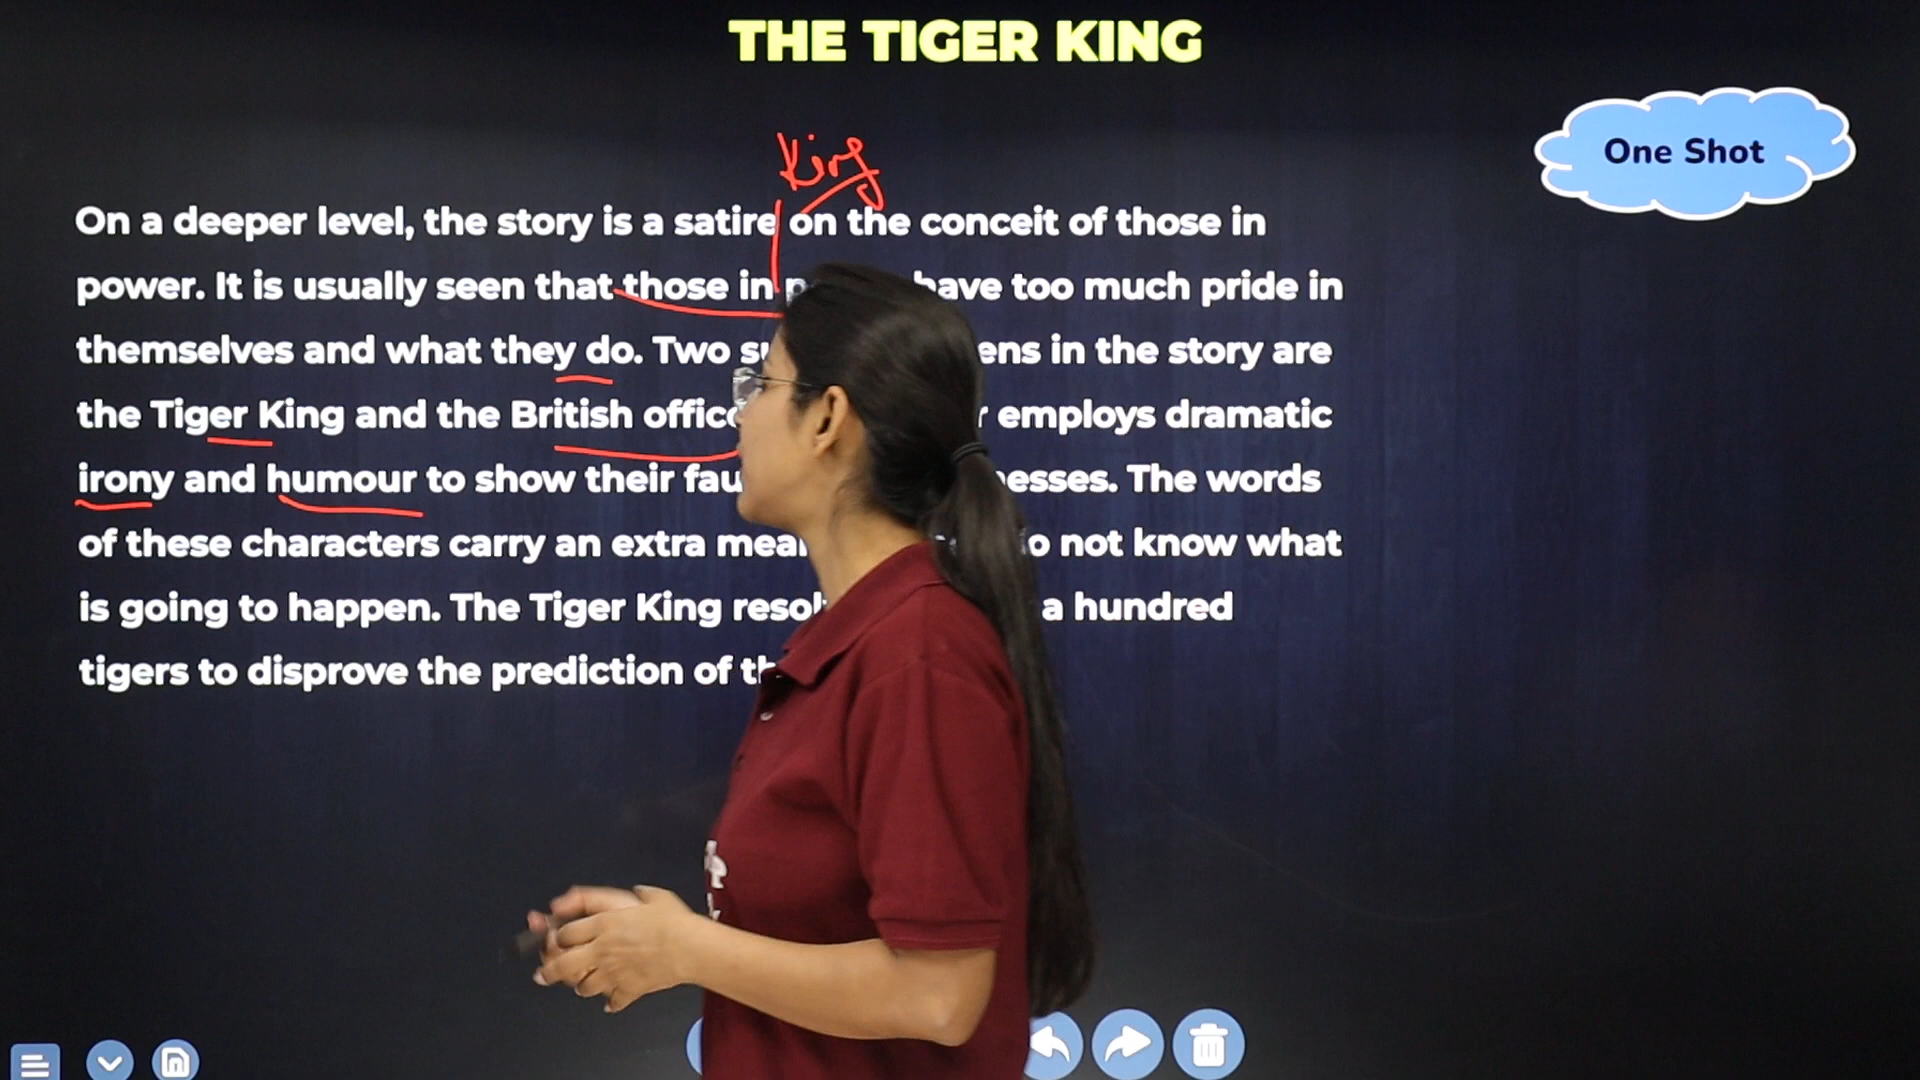 THE TIGER KING
One Shot
King
On a deeper level, the story is a satire on the conceit of those in
power. It is usually seen that those in have too much pride in
themselves and what they do. Two in the story are
the Tiger King and the British employs dramatic
irony and humour to show their The words
of these characters carry an extra not know what
is going to happen. The Tiger King a hundred
tigers to disprove the prediction of